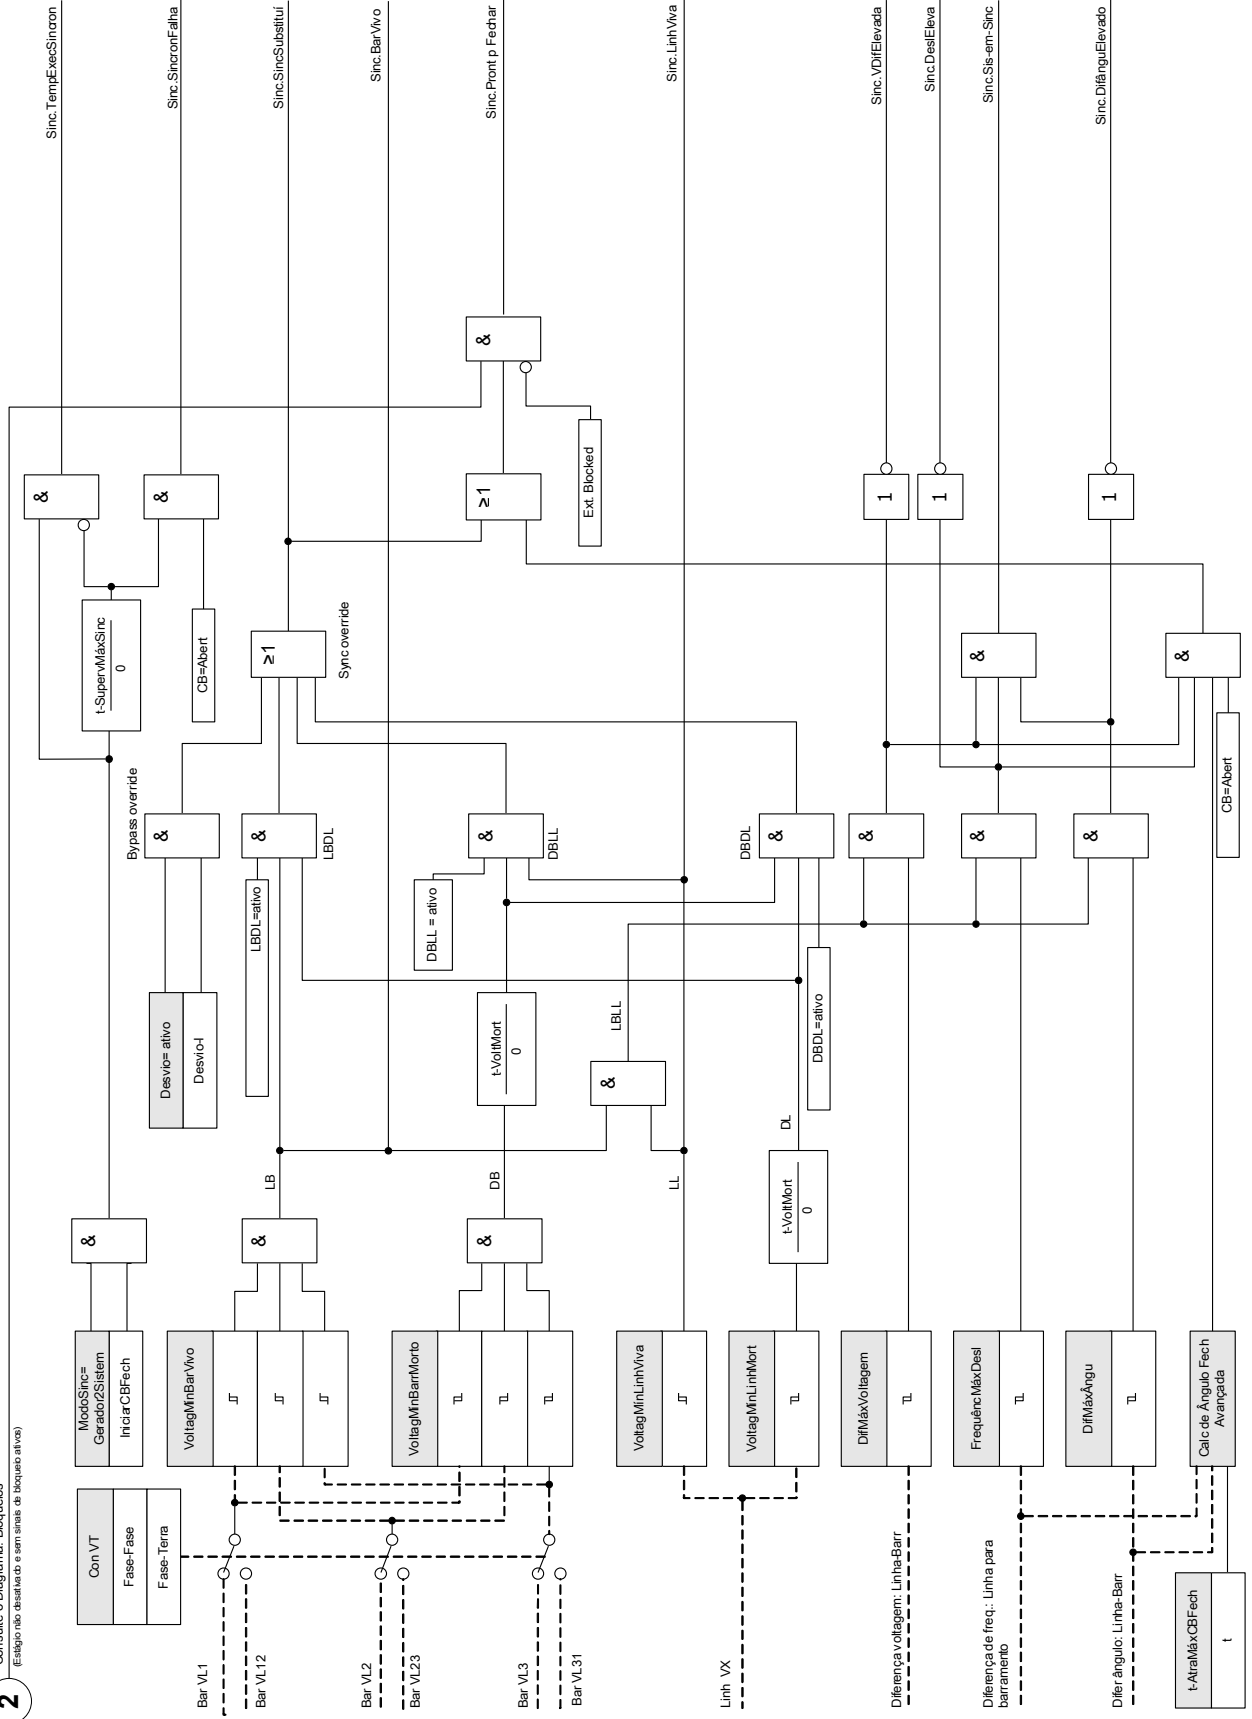 2
(Estágio não desativado e sem sinais de bloqueio ativos)
Con VT
Fase-Fase
Fase-Terra
Bar VL1
Bar VL12
Bar VL2
Bar VL23
Bar VL3
Bar VL31
Linh VX
Diferença voltagem: Linha-Barr
Diferença de freq.: Linha para
barramento
Difer ângulo: Linha-Barr
t-AtraMáxCBFech
t
ModoSinc=
Gerador2Sistem
IniciarCBFech
VoltagMinBarVivo
VoltagMinBarrMorto
VoltagMinLinhViva
VoltagMinLinhMort
DifMáxVoltagem
FrequêncMáxDesl
DifMáxÂngu
Calc de Ângulo Fech
Avançada
&
&
&
LB
DB
LL
DL
t-VoltMort
0
&
LBLL
t-VoltMort
0
Desvio= ativo
Desvio-I
LBDL=ativo
DBLL = ativo
DBDL=ativo
Bypass override
&
&
LBDL
&
DBLL
&
DBDL
&
&
&
CB=Abert
t-SupervMáxSinc
0
CB=Abert
≥1
Sync override
&
&
&
&
≥1
Ext. Blocked
1
1
1
&
Sinc.TempExecSincron
Sinc.SincronFalha
Sinc.SincSubstituí
Sinc.BarVivo
Sinc.Pront p Fechar
Sinc.LinhViva
Sinc.VDifElevada
Sinc.DeslEleva
Sinc.Sis-em-Sinc
Sinc.DifânguElevado